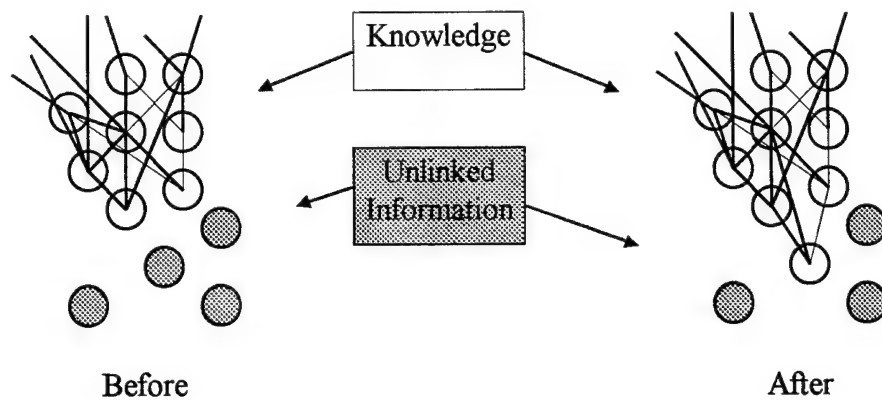 Knowledge
Unlinked
Information
Before
After